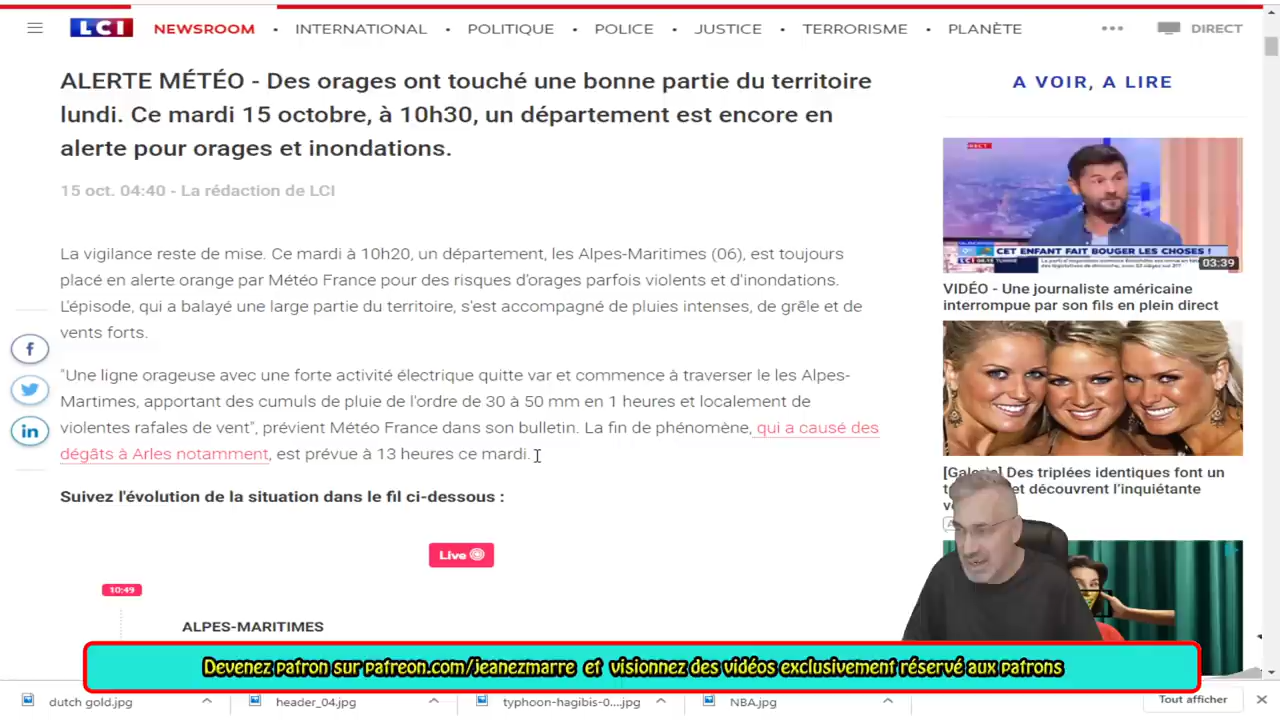 LCI
NEWSROOM • INTERNATIONAL • POLITIQUE • POLICE • JUSTICE • TERRORISME • PLANÈTE
DIRECT
ALERTE MÉTÉO - Des orages ont touché une bonne partie du territoire
lundi. Ce mardi 15 octobre, à 10h30, un département est encore en
alerte pour orages et inondations.
15 oct. 04:40 - La rédaction de LCI
La vigilance reste de mise. Ce mardi à 10h20, un département, les Alpes-Maritimes (06), est toujours
placé en alerte orange par Météo France pour des risques d'orages parfois violents et d'inondations.
L'épisode, qui a balayé une large partie du territoire, s'est accompagné de pluies intenses, de grêle et de
vents forts.
"Une ligne orageuse avec une forte activité électrique quitte var et commence à traverser le les Alpes-
Martimes, apportant des cumuls de pluie de l'ordre de 30 à 50 mm en 1 heures et localement de
violentes rafales de vent", prévient Météo France dans son bulletin. La fin de phénomène, qui a causé des
dégâts à Arles notamment, est prévue à 13 heures ce mardi.
Suivez l'évolution de la situation dans le fil ci-dessous :
Live
10:49
ALPES-MARITIMES
A VOIR, A LIRE
DIRECT
CET ENFANT FAIT BOUGER LES CHOSES !
LCI
03:39
VIDÉO - Une journaliste américaine
interrompue par son fils en plein direct
[Galerie] Des triplées identiques font un
et découvrent l'inquiétante
Devenez patron sur patreon.com/jeanezmarre et visionnez des vidéos exclusivement réservé aux patrons
dutch gold.jpg
header_04.jpg
typhoon-hagibis-0....jpg
NBA.jpg
Tout afficher